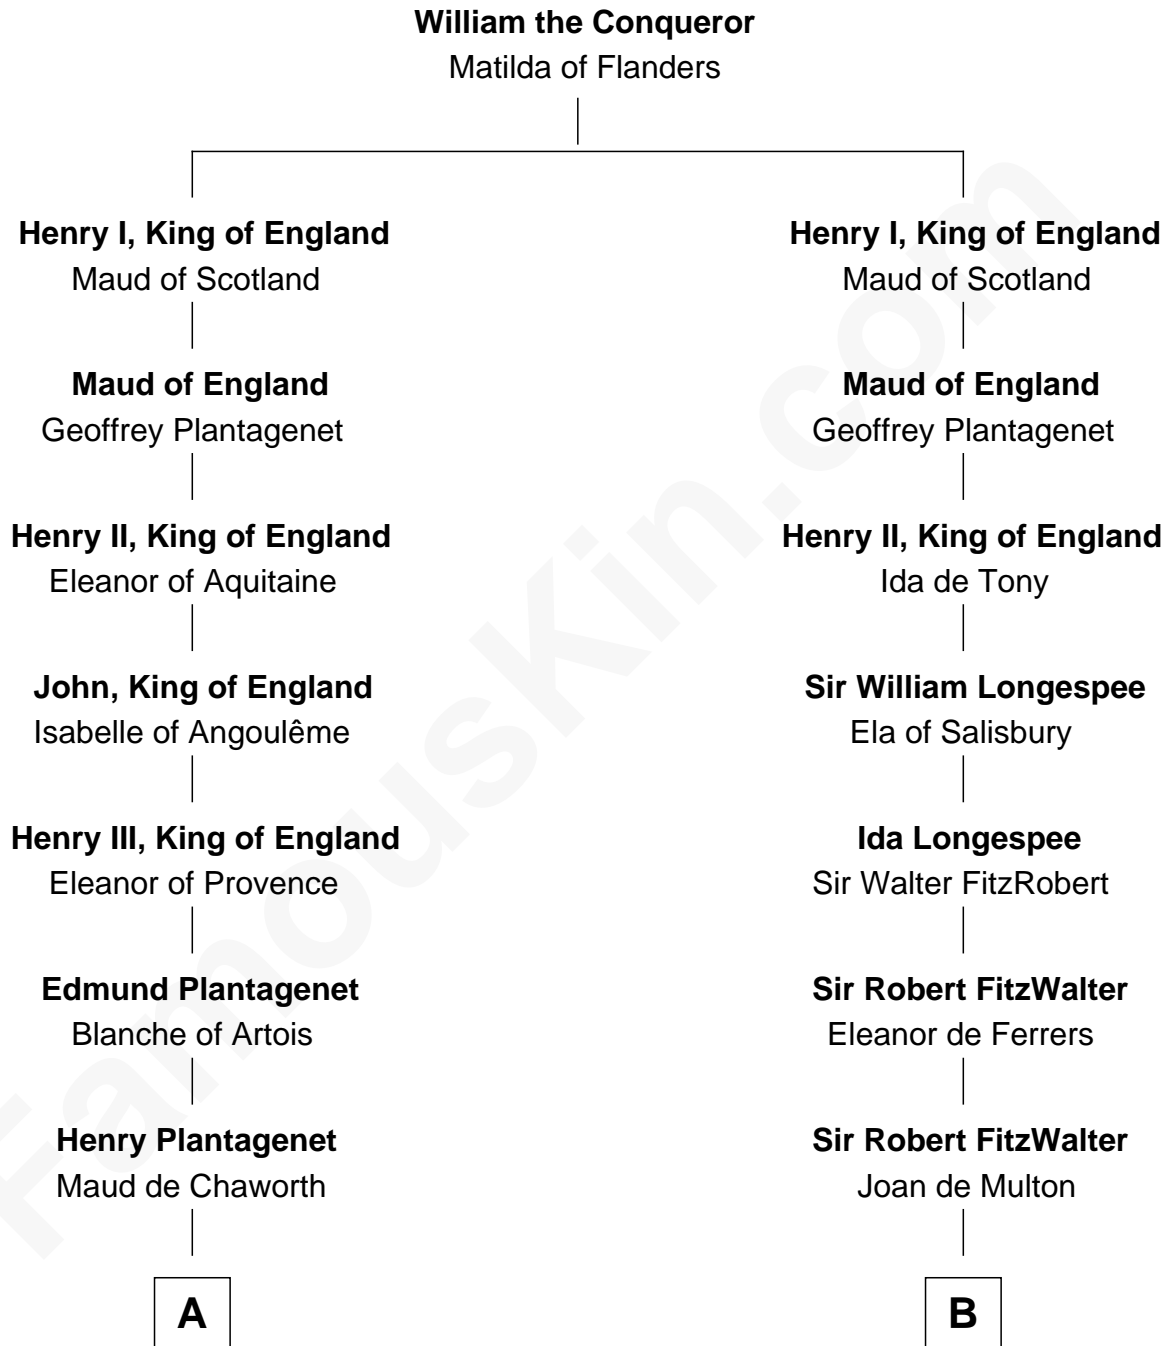 William the Conqueror
Matilda of Flanders
Henry I, King of England
Maud of Scotland
Maud of England
Geoffrey Plantagenet
Henry II, King of England
Eleanor of Aquitaine
John, King of England
Isabelle of Angoulême
Henry III, King of England
Eleanor of Provence
Edmund Plantagenet
Blanche of Artois
Henry Plantagenet
Maud de Chaworth
A
Henry I, King of England
Maud of Scotland
Maud of England
Geoffrey Plantagenet
Henry II, King of England
Ida de Tony
Sir William Longespee
Ela of Salisbury
Ida Longespee
Sir Walter FitzRobert
Sir Robert FitzWalter
Eleanor de Ferrers
Sir Robert FitzWalter
Joan de Multon
B
FamousKin.com